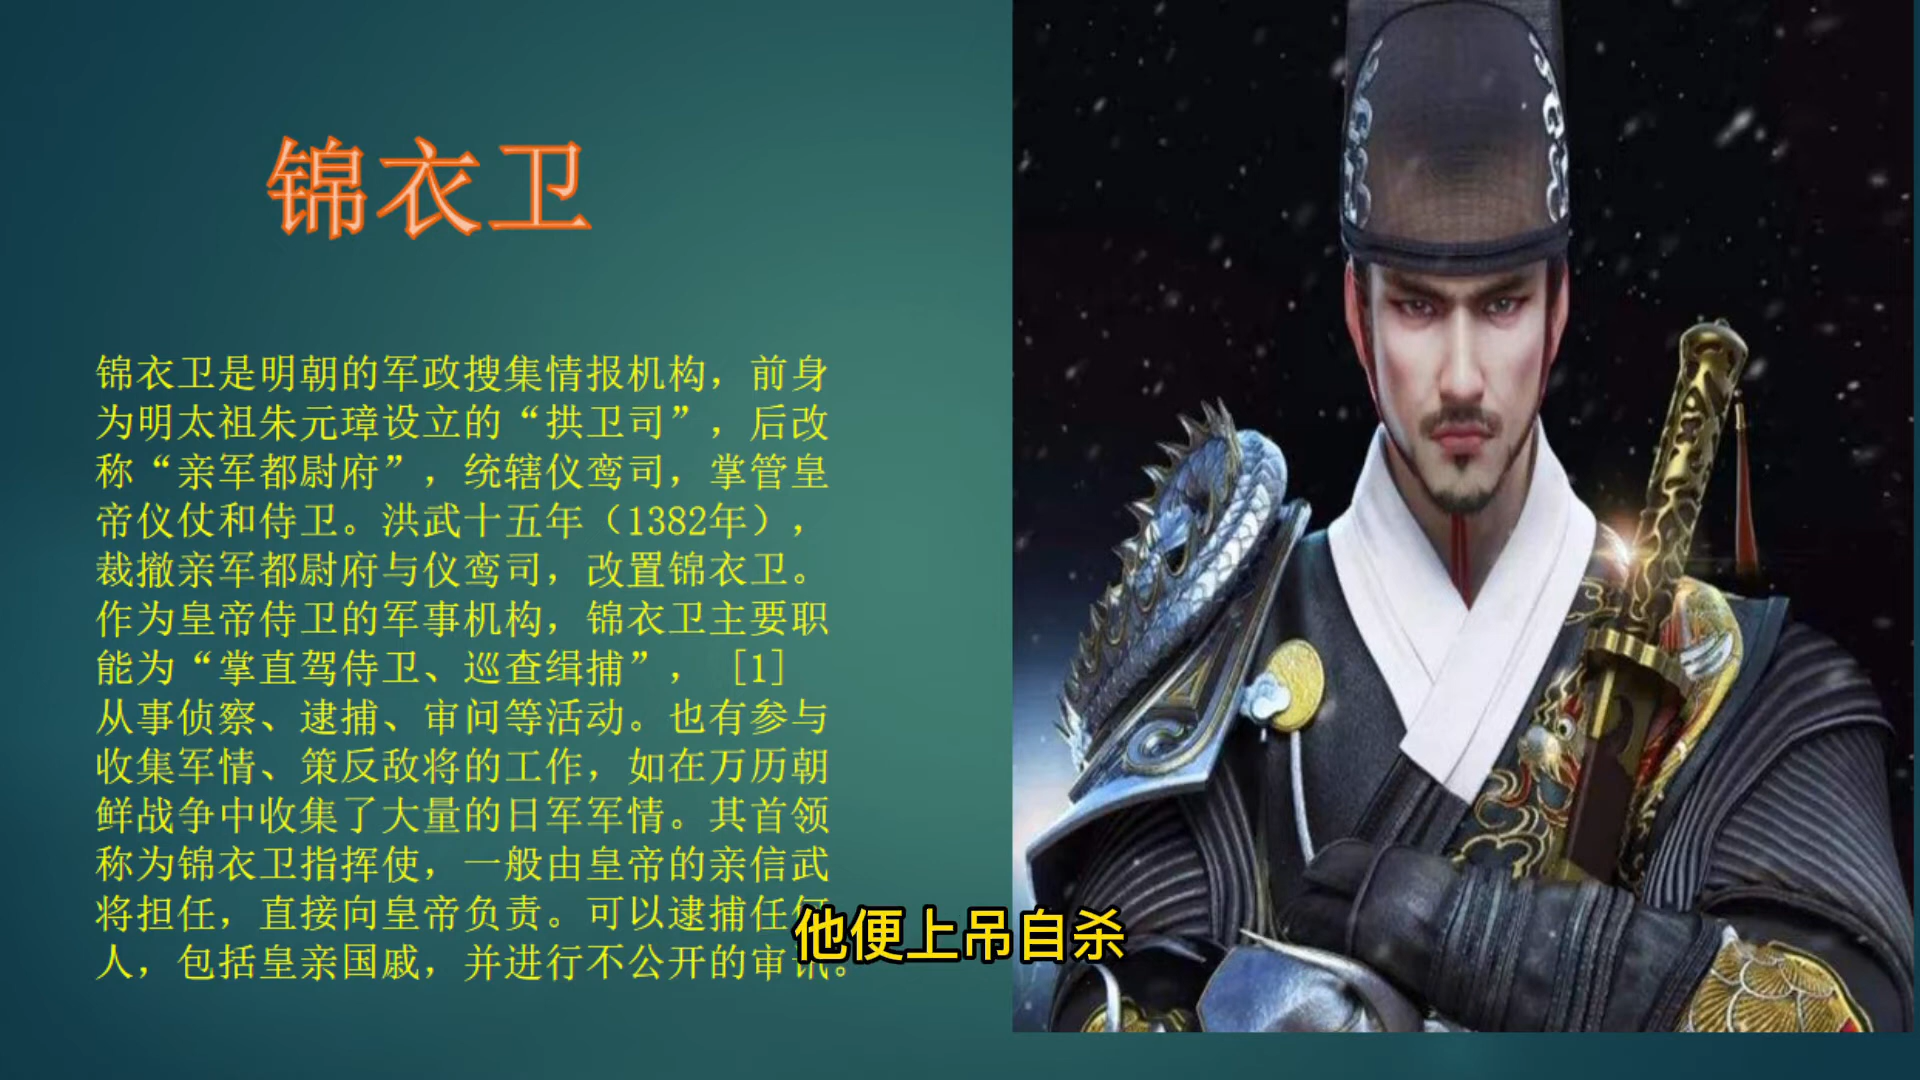 锦衣卫
锦衣卫是明朝的军政搜集情报机构，前身
为明太祖朱元璋设立的“拱卫司”，后改
称“亲军都尉府”，统辖仪鸾司，掌管皇
帝仪仗和侍卫。洪武十五年（1382年），
裁撤亲军都尉府与仪鸾司，改置锦衣卫。
作为皇帝侍卫的军事机构，锦衣卫主要职
能为“掌直驾侍卫、巡查缉捕”， [1]
从事侦察、逮捕、审问等活动。也有参与
收集军情、策反敌将的工作，如在万历朝
鲜战争中收集了大量的日军军情。其首领
称为锦衣卫指挥使，一般由皇帝的亲信武
将担任，直接向皇帝负责。可以逮捕任何
人，包括皇亲国戚，并进行不公开的审讯。
他便上吊自杀